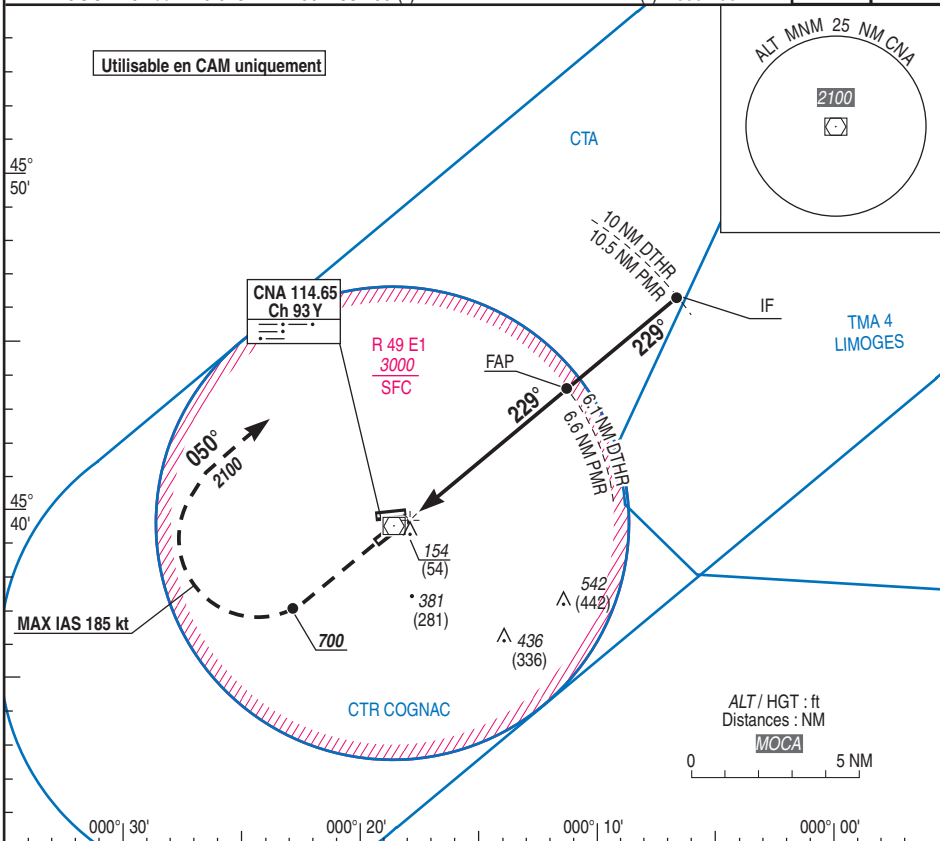 Utilisable en CAM uniquement
ALT MNM 25 NM CNA
2100
CTA
45°
50'
10 NM DTHR
10.5 NM PMR
IF
CNA 114.65
Ch 93 Y
R 49 E1
3000
SFC
TMA 4
LIMOGES
229°
FAP
229°
6.1 NM DTHR
6.6 NM PMR
050°
2100
45°
40'
154
(54)
381
(281)
542
(442)
436
(336)
MAX IAS 185 kt
700
CTR COGNAC
ALT / HGT : ft
Distances : NM
MOCA
0 5 NM
000° 30' 000° 20' 000° 10' 000° 00'